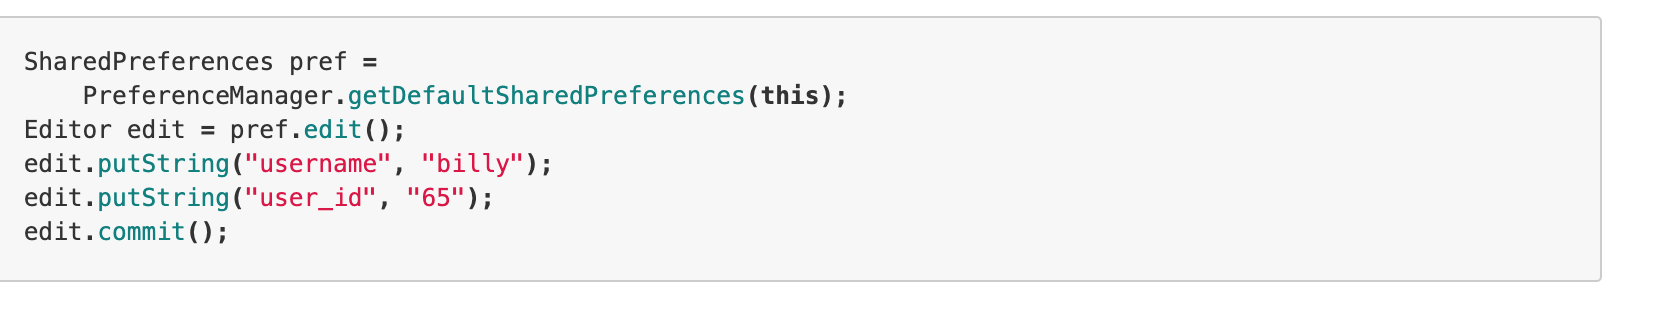 SharedPreferences pref =
    PreferenceManager.getDefaultSharedPreferences(this);
Editor edit = pref.edit();
edit.putString("username", "billy");
edit.putString("user_id", "65");
edit.commit();